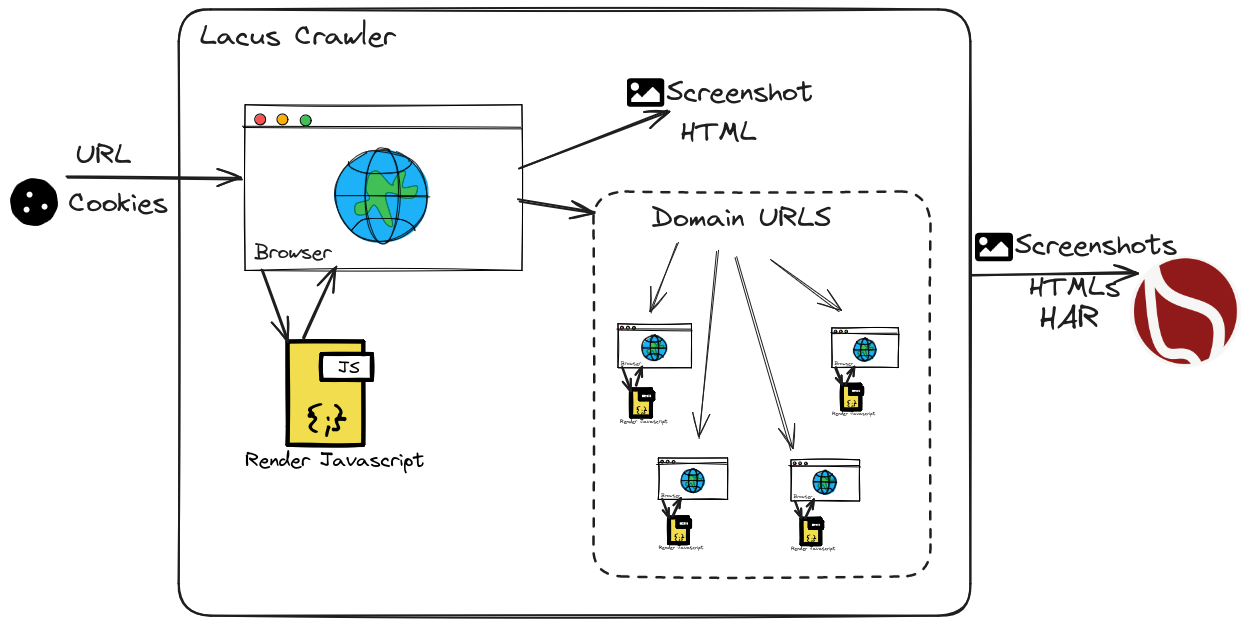 Lacus Crawler
URL
Cookies
Browser
JS
{;}
Render Javascript
Screenshot
HTML
Domain URLS
Browser
Render Javascript
Browser
Render Javascript
Browser
Render Javascript
Browser
Render Javascript
Screenshots
HTMLs
HAR